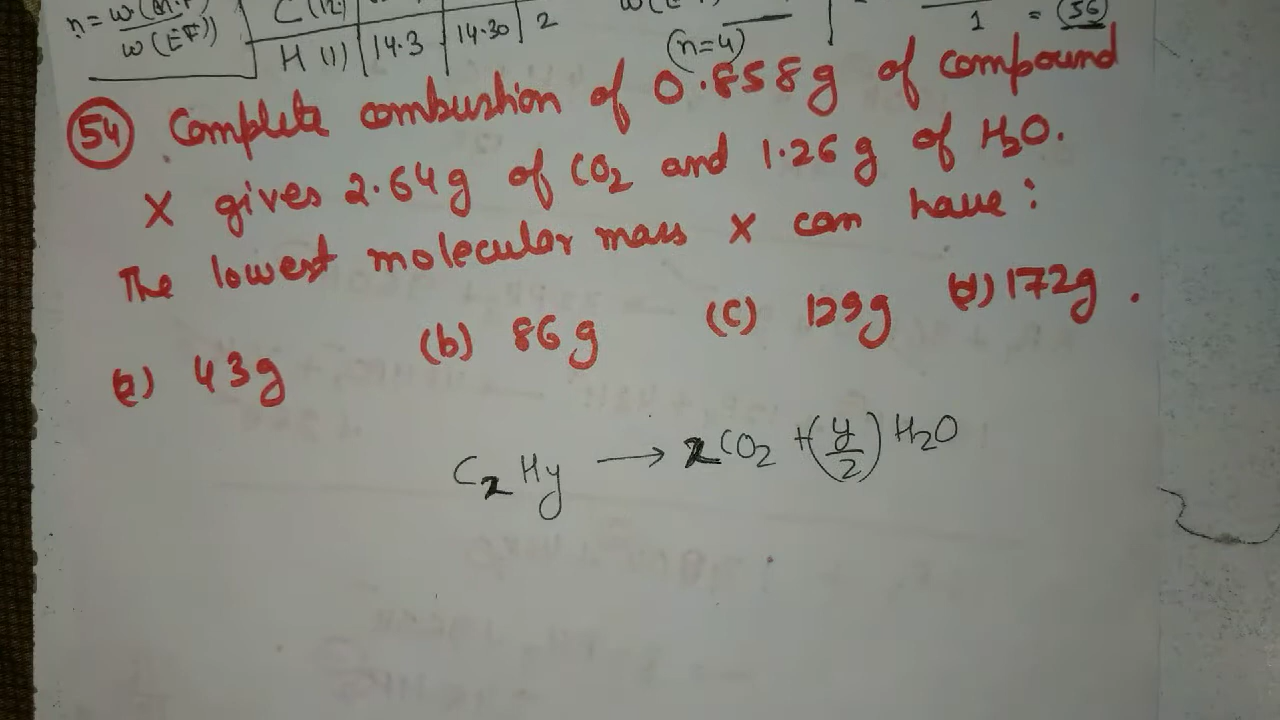 n = w(M.F) / w(EF)) C (12)
H (1) 14.3 14.30 2 (n=4) 1 = 56
54 Complete combustion of 0.858g of compound
X gives 2.64g of CO2 and 1.26g of H2O.
The lowest molecular mass X can have :
(a) 43g (b) 86g (c) 129g (d) 172g .
CxHy → xCO2 + (y/2) H2O